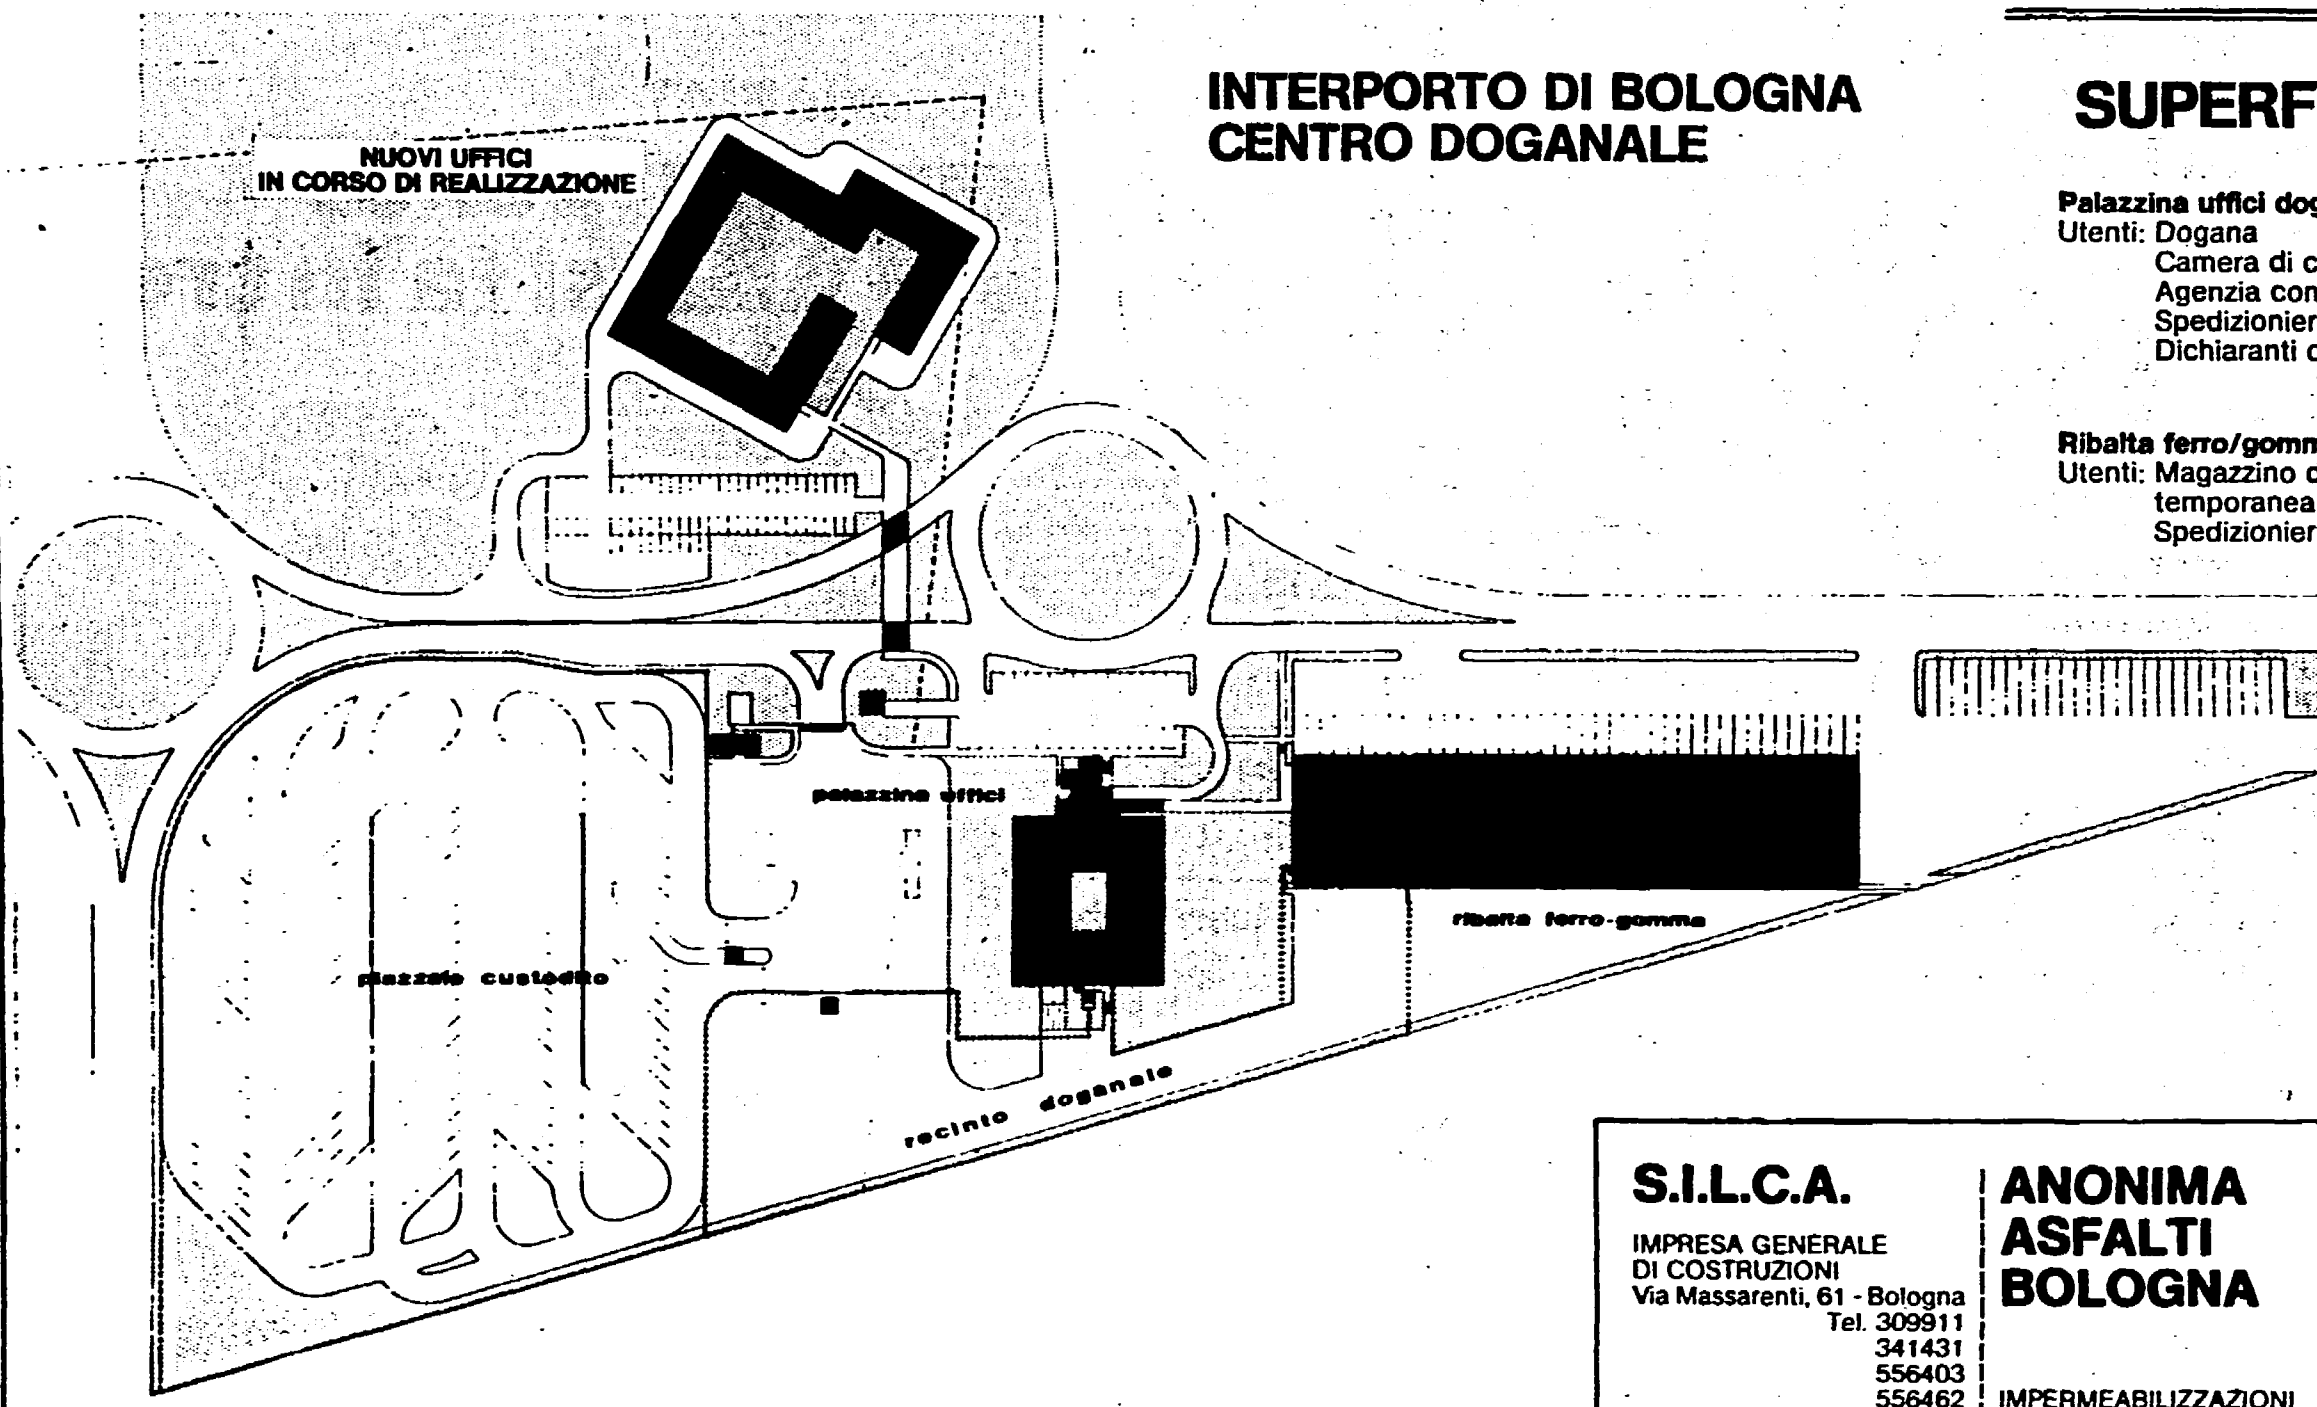 INTERPORTO DI BOLOGNA
CENTRO DOGANALE
SUPERF
NUOVI UFFICI
IN CORSO DI REALIZZAZIONE
Palazzina uffici dog
Utenti: Dogana
Camera di c
Agenzia com
Spedizionier
Dichiaranti d
Ribalta ferro/gomm
Utenti: Magazzino d
temporanea
Spedizionier
palazzina uffici
ribalta ferro-gomma
piazzale custodito
recinto doganale
S.I.L.C.A.
IMPRESA GENERALE
DI COSTRUZIONI
Via Massarenti, 61 - Bologna
Tel. 309911
341431
556403
556462
ANONIMA
ASFALTI
BOLOGNA
IMPERMEABILIZZAZIONI